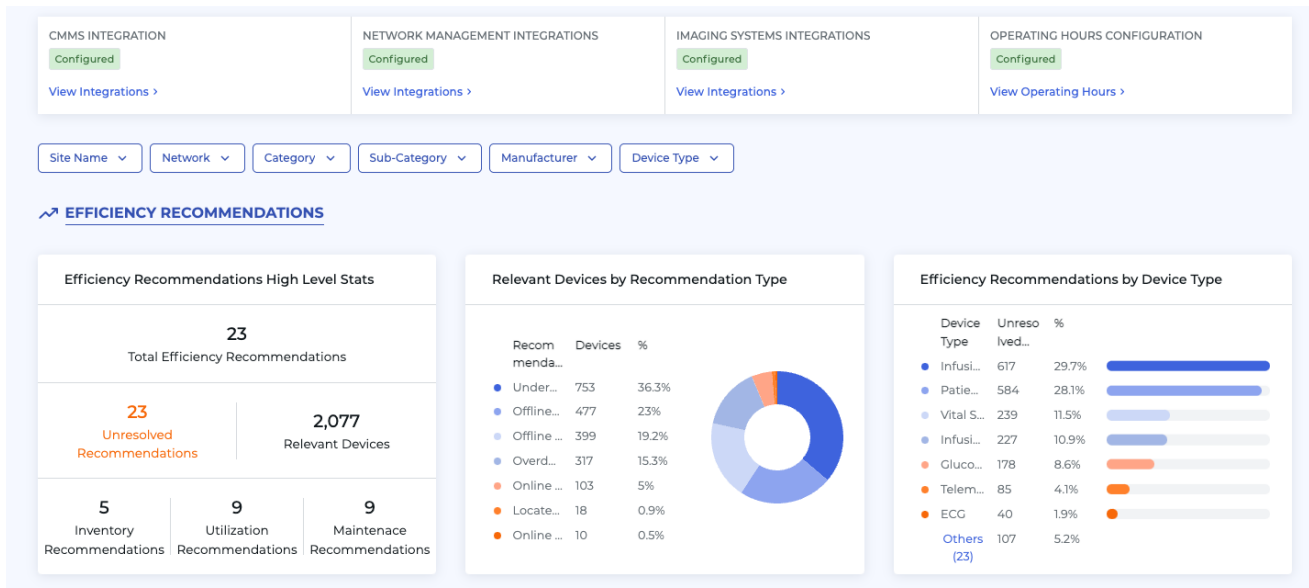 CMMS INTEGRATION
Configured
View Integrations >
NETWORK MANAGEMENT INTEGRATIONS
Configured
View Integrations >
IMAGING SYSTEMS INTEGRATIONS
Configured
View Integrations >
OPERATING HOURS CONFIGURATION
Configured
View Operating Hours >
Site Name
Network
Category
Sub-Category
Manufacturer
Device Type
EFFICIENCY RECOMMENDATIONS
Efficiency Recommendations High Level Stats
23
Total Efficiency Recommendations
23
Unresolved
Recommendations
2,077
Relevant Devices
5
Inventory
Recommendations
9
Utilization
Recommendations
9
Maintenace
Recommendations
Relevant Devices by Recommendation Type
Recom
menda...
Devices
%
Under... 753 36.3%
Offline... 477 23%
Offline ... 399 19.2%
Overd... 317 15.3%
Online ... 103 5%
Locate... 18 0.9%
Online ... 10 0.5%
Efficiency Recommendations by Device Type
Device
Type
Unreso
lved...
%
Infusi... 617 29.7%
Patie... 584 28.1%
Vital S... 239 11.5%
Infusi... 227 10.9%
Gluco... 178 8.6%
Telem... 85 4.1%
ECG 40 1.9%
Others 107 5.2%
(23)